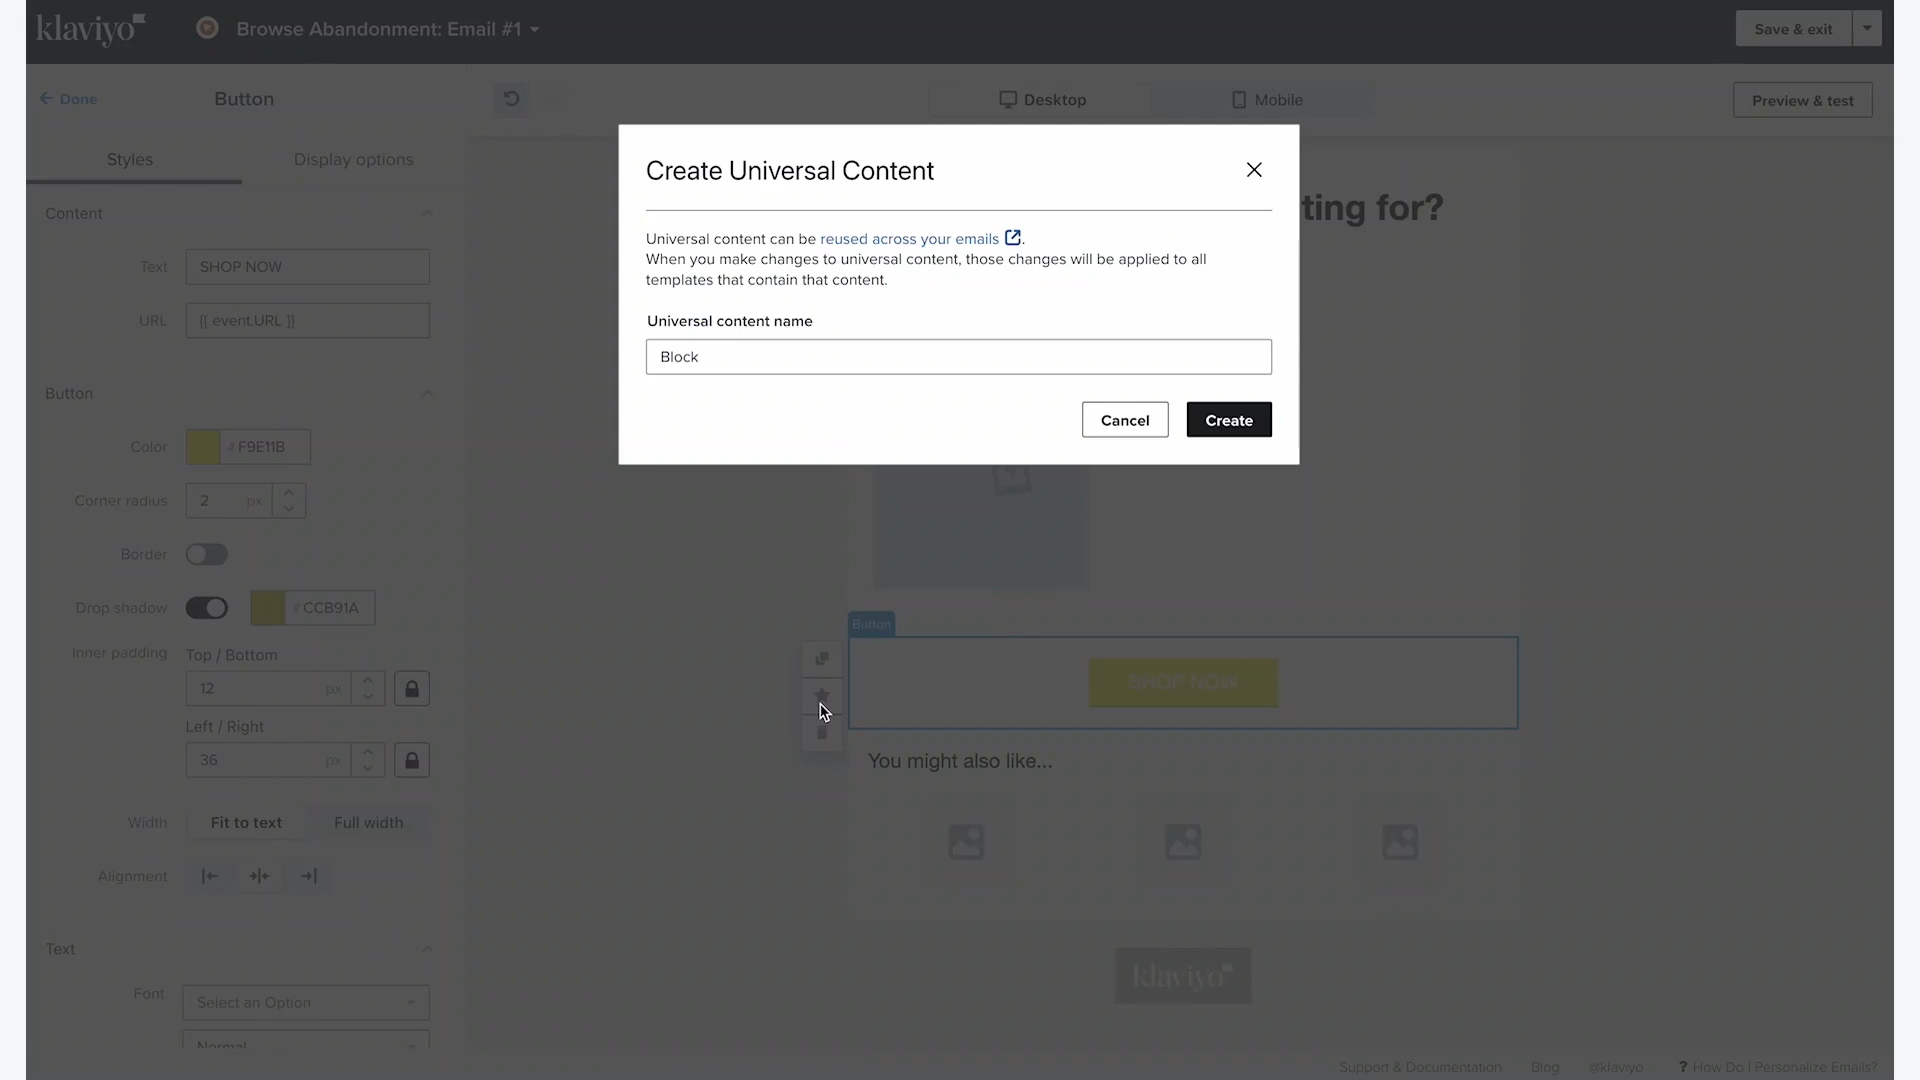 klaviyo
Browse Abandonment: Email #1
Save & exit
Done
Button
Desktop
Mobile
Preview & test
Styles
Display options
Create Universal Content
ting for?
Content
Universal content can be reused across your emails.
When you make changes to universal content, those changes will be applied to all
templates that contain that content.
Text
SHOP NOW
URL
{{ event.URL }}
Universal content name
Block
Button
Cancel
Create
Color
# F9E11B
Corner radius
2
px
Border
Drop shadow
# CCB91A
Button
Inner padding
Top / Bottom
12
px
SHOP NOW
Left / Right
36
px
You might also like...
Width
Fit to text
Full width
Alignment
Text
klaviyo
Font
Select an Option
Normal
Support & Documentation
Blog
@klaviyo
? How Do I Personalize Emails?